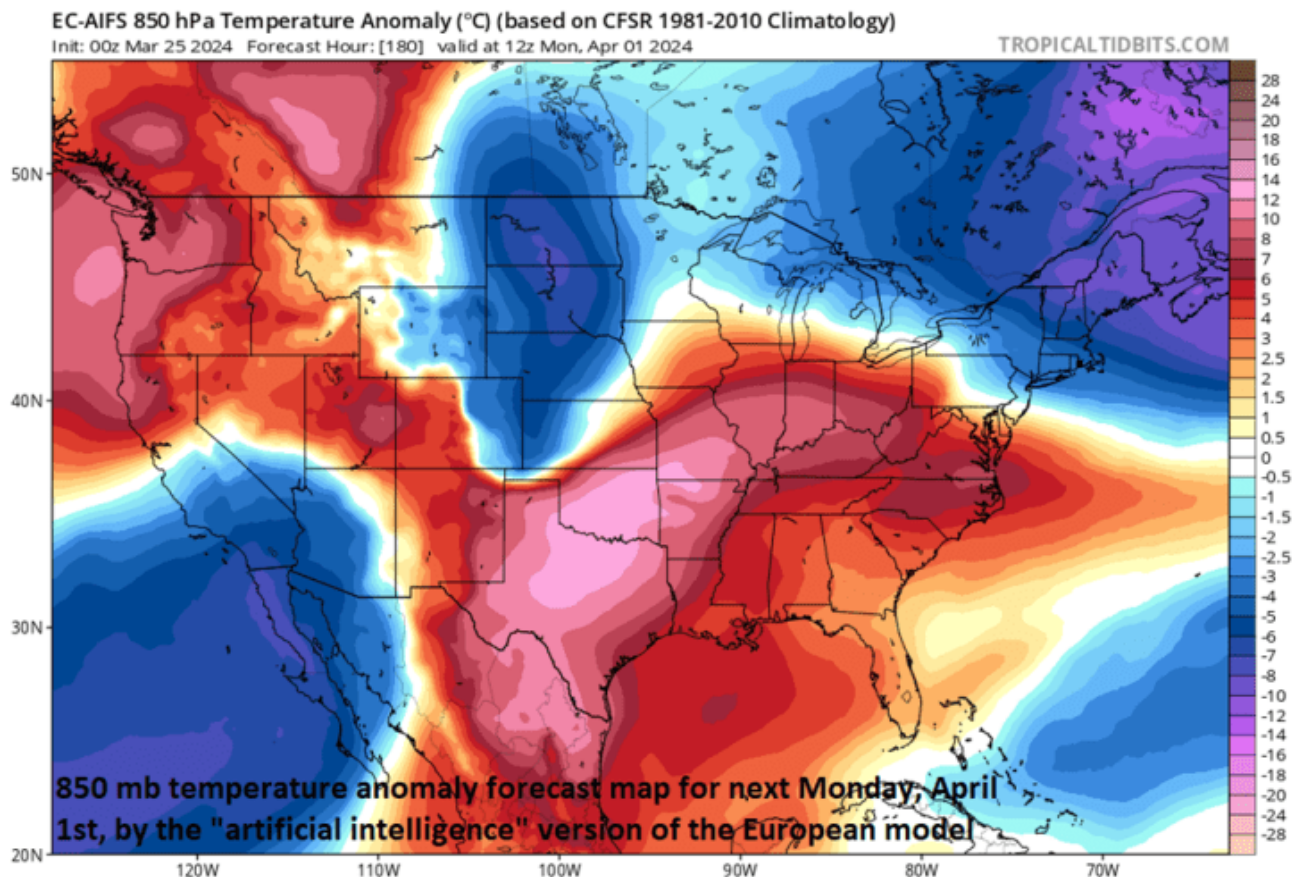 EC-AIFS 850 hPa Temperature Anomaly (°C) (based on CFSR 1981-2010 Climatology)
Init: 00z Mar 25 2024 Forecast Hour: [180] valid at 12z Mon, Apr 01 2024
TROPICALTIDBITS.COM
28
24
20
18
16
14
12
10
8
7
6
5
4
3
2.5
2
1.5
1
0.5
0
-0.5
-1
-1.5
-2
-2.5
-3
-4
-5
-6
-7
-8
-10
-12
-14
-16
-18
-20
-24
-28
50N
40N
30N
20N
850 mb temperature anomaly forecast map for next Monday, April
1st, by the "artificial intelligence" version of the European model
120W
110W
100W
90W
80W
70W